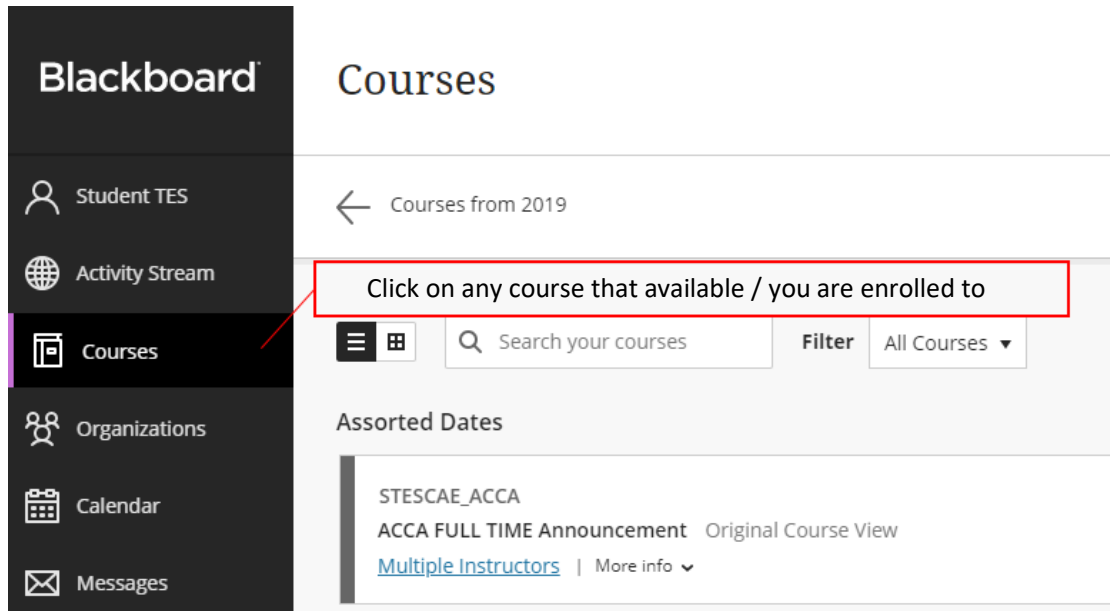 Blackboard
Courses
Student TES
Courses from 2019
Activity Stream
Click on any course that available / you are enrolled to
Courses
Search your courses
Filter
All Courses
Organizations
Assorted Dates
Calendar
STESCAE_ACCA
ACCA FULL TIME Announcement Original Course View
Multiple Instructors | More info
Messages